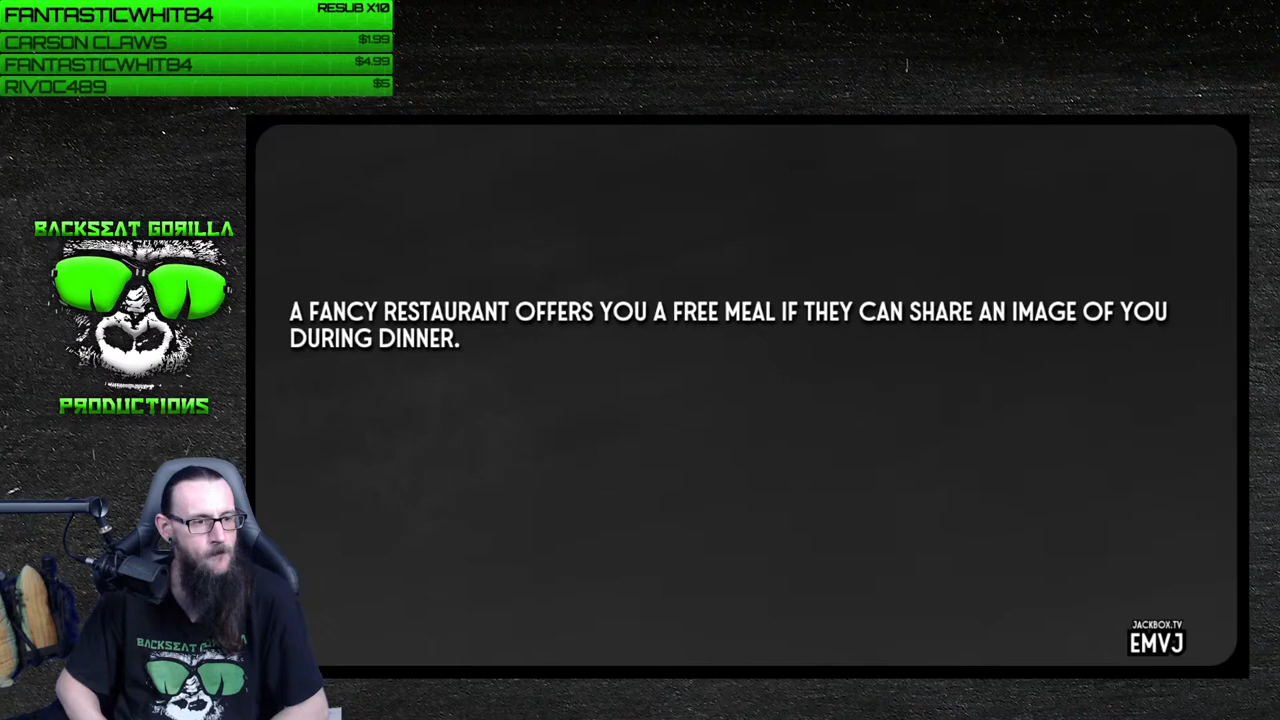 FANTASTICWHIT84 RESUB X10
CARSON CLAWS $1.99
FANTASTICWHIT84 $4.99
RIVOC489 $5
BACKSEAT GORILLA
PRODUCTIONS
A FANCY RESTAURANT OFFERS YOU A FREE MEAL IF THEY CAN SHARE AN IMAGE OF YOU
DURING DINNER.
BACKSEAT GORILLA
JACKBOX.TV
EMVJ